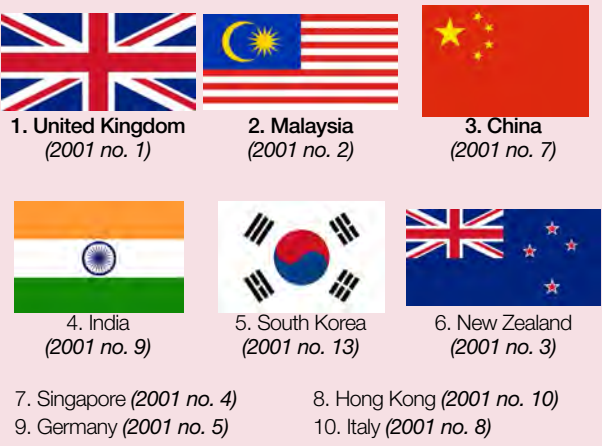 1. United Kingdom
(2001 no. 1)
2. Malaysia
(2001 no. 2)
3. China
(2001 no. 7)
4. India
(2001 no. 9)
5. South Korea
(2001 no. 13)
6. New Zealand
(2001 no. 3)
7. Singapore (2001 no. 4)
8. Hong Kong (2001 no. 10)
9. Germany (2001 no. 5)
10. Italy (2001 no. 8)